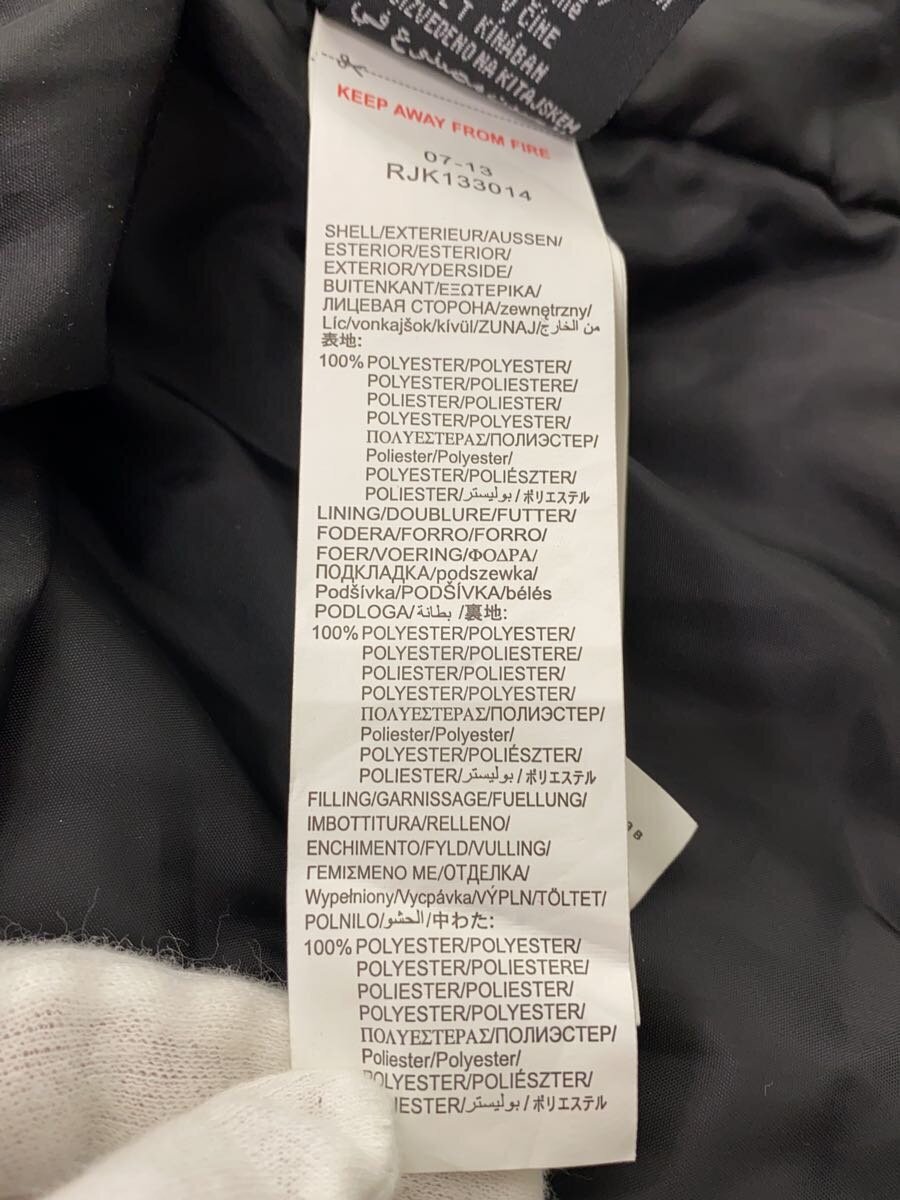 KİMABAH
KITAJSKEM
صنع في
KEEP AWAY FROM FIRE
07-13
RJK133014
SHELL/EXTERIEUR/AUSSEN/
ESTERIOR/ESTERIOR/
EXTERIOR/YDERSIDE/
BUITENKANT/ΕΞΩΤΕΡΙΚΑ/
ЛИЦЕВАЯ СТОРОНА/zewnętrzny/
Líc/vonkajšok/kívül/ZUNAJ/من الخارج/
表地:
100% POLYESTER/POLYESTER/
POLYESTER/POLIESTERE/
POLIESTER/POLIESTER/
POLYESTER/POLYESTER/
ΠΟΛΥΕΣΤΕΡΑΣ/ПОЛИЭСТЕР/
Poliester/Polyester/
POLYESTER/POLIÉSZTER/
POLIESTER/بوليستر/ポリエステル
LINING/DOUBLURE/FUTTER/
FODERA/FORRO/FORRO/
FOER/VOERING/ΦΟΔΡΑ/
ПОДКЛАДКА/podszewka/
Podšívka/PODŠÍVKA/bélés
PODLOGA/بطانة/裏地:
100% POLYESTER/POLYESTER/
POLYESTER/POLIESTERE/
POLIESTER/POLIESTER/
POLYESTER/POLYESTER/
ΠΟΛΥΕΣΤΕΡΑΣ/ПОЛИЭСТЕР/
Poliester/Polyester/
POLYESTER/POLIÉSZTER/
POLIESTER/بوليستر/ポリエステル
FILLING/GARNISSAGE/FUELLUNG/
IMBOTTITURA/RELLENO/
ENCHIMENTO/FYLD/VULLING/
ΓΕΜΙΣΜΕΝΟ ΜΕ/ОТДЕЛКА/
Wypełniony/Vycpávka/VÝPLN/TÖLTET/
POLNILO/الحشو/中わた:
100% POLYESTER/POLYESTER/
POLYESTER/POLIESTERE/
POLIESTER/POLIESTER/
POLYESTER/POLYESTER/
ΠΟΛΥΕΣΤΕΡΑΣ/ПОЛИЭСТЕР/
Poliester/Polyester/
POLYESTER/POLIÉSZTER/
IESTER/بوليستر/ポリエステル